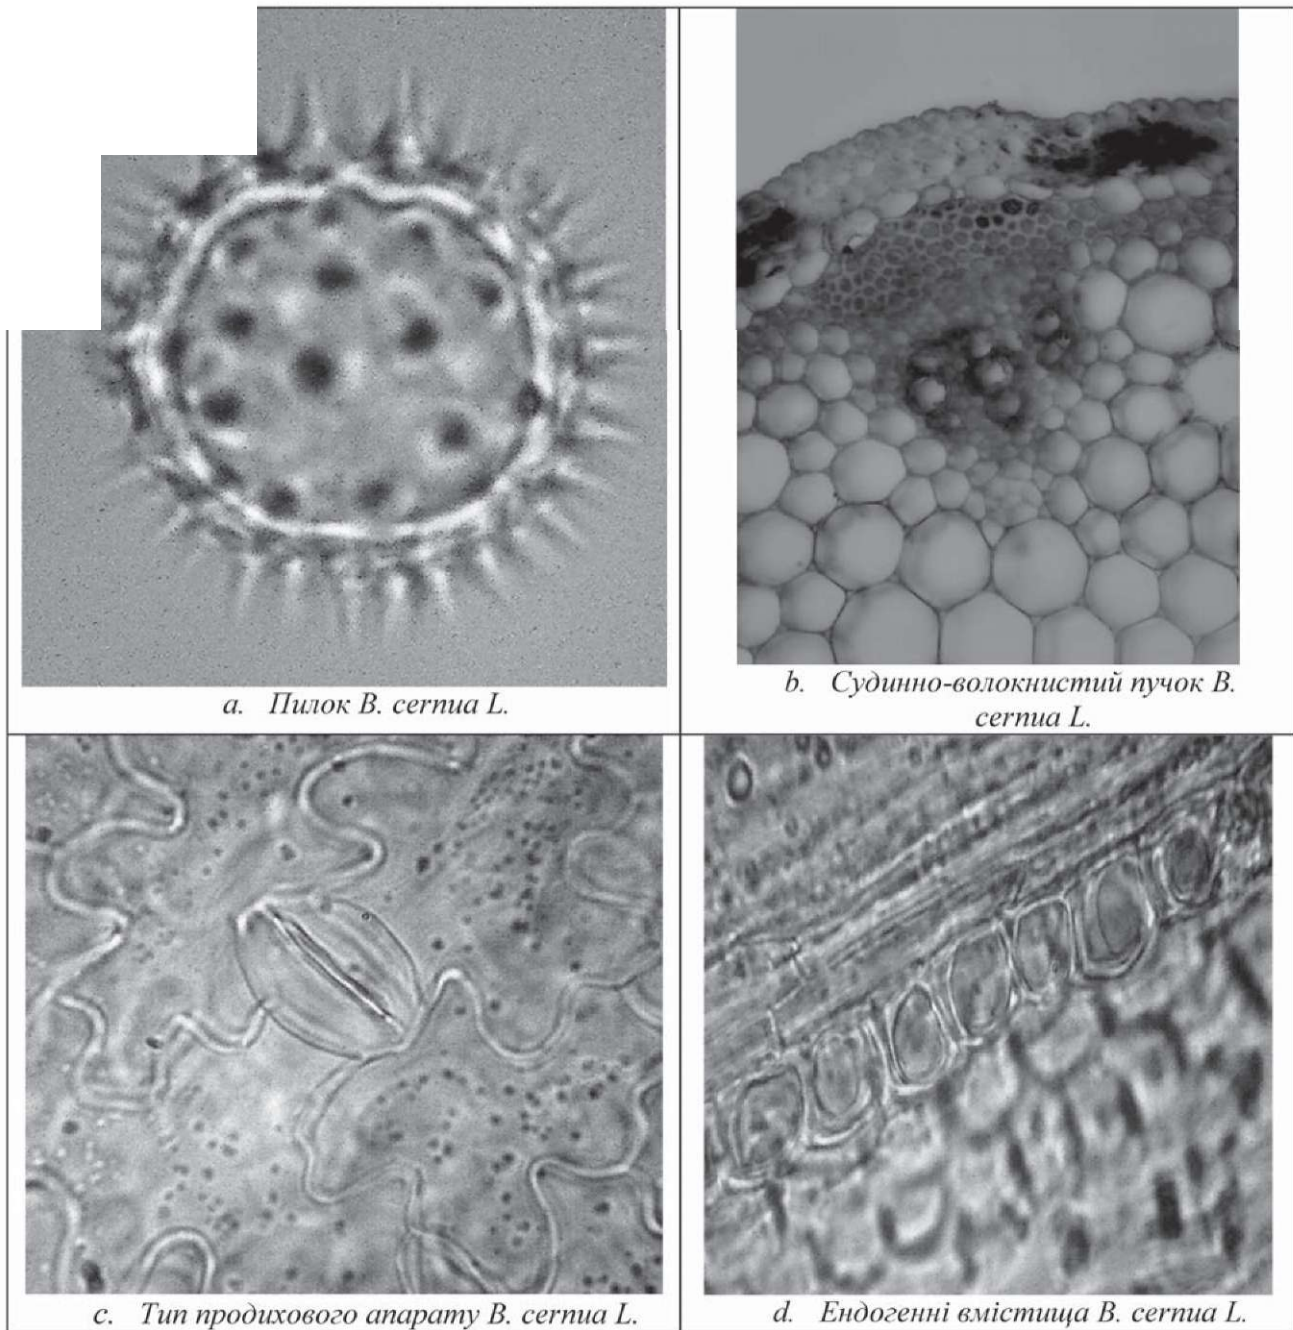 a. Пилок B. cernua L.
b. Судинно-волокнистий пучок B.
cernua L.
c. Тип продихового апарату B. cernua L.
d. Ендогенні вмістища B. cernua L.